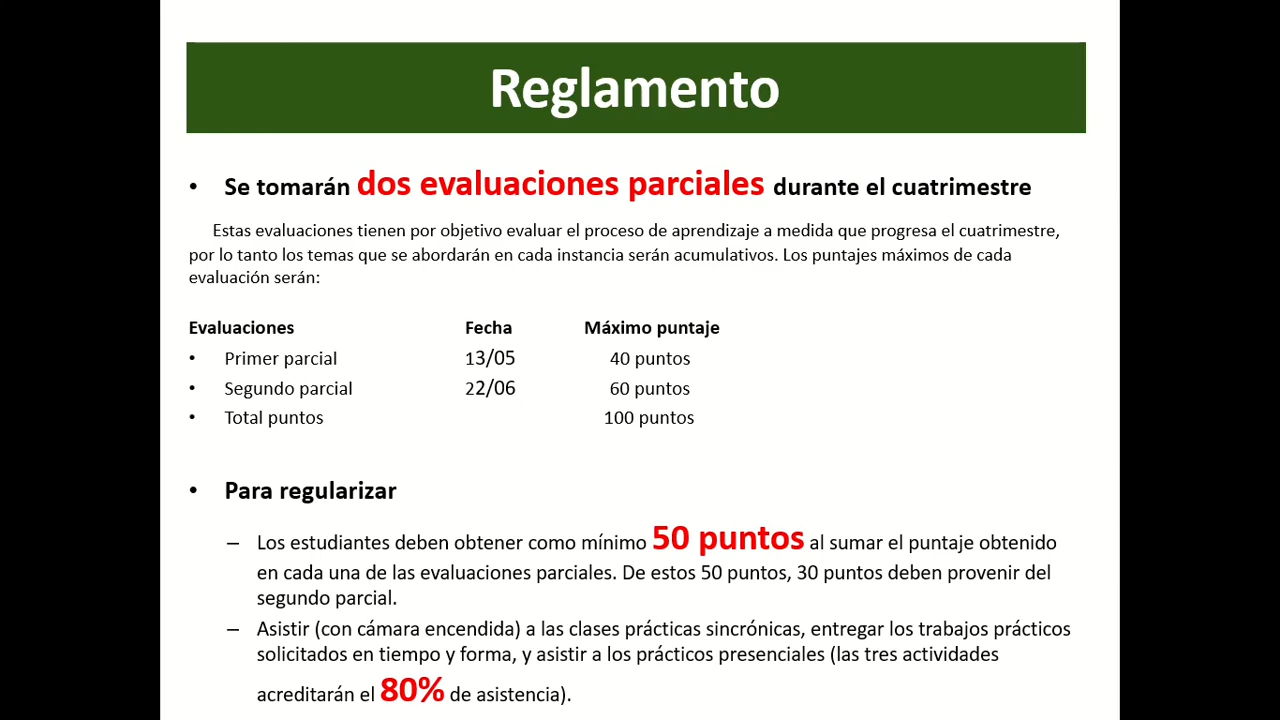 Reglamento
• Se tomarán dos evaluaciones parciales durante el cuatrimestre
Estas evaluaciones tienen por objetivo evaluar el proceso de aprendizaje a medida que progresa el cuatrimestre,
por lo tanto los temas que se abordarán en cada instancia serán acumulativos. Los puntajes máximos de cada
evaluación serán:
Evaluaciones Fecha Máximo puntaje
• Primer parcial 13/05 40 puntos
• Segundo parcial 22/06 60 puntos
• Total puntos 100 puntos
• Para regularizar
– Los estudiantes deben obtener como mínimo 50 puntos al sumar el puntaje obtenido
en cada una de las evaluaciones parciales. De estos 50 puntos, 30 puntos deben provenir del
segundo parcial.
– Asistir (con cámara encendida) a las clases prácticas sincrónicas, entregar los trabajos prácticos
solicitados en tiempo y forma, y asistir a los prácticos presenciales (las tres actividades
acreditarán el 80% de asistencia).